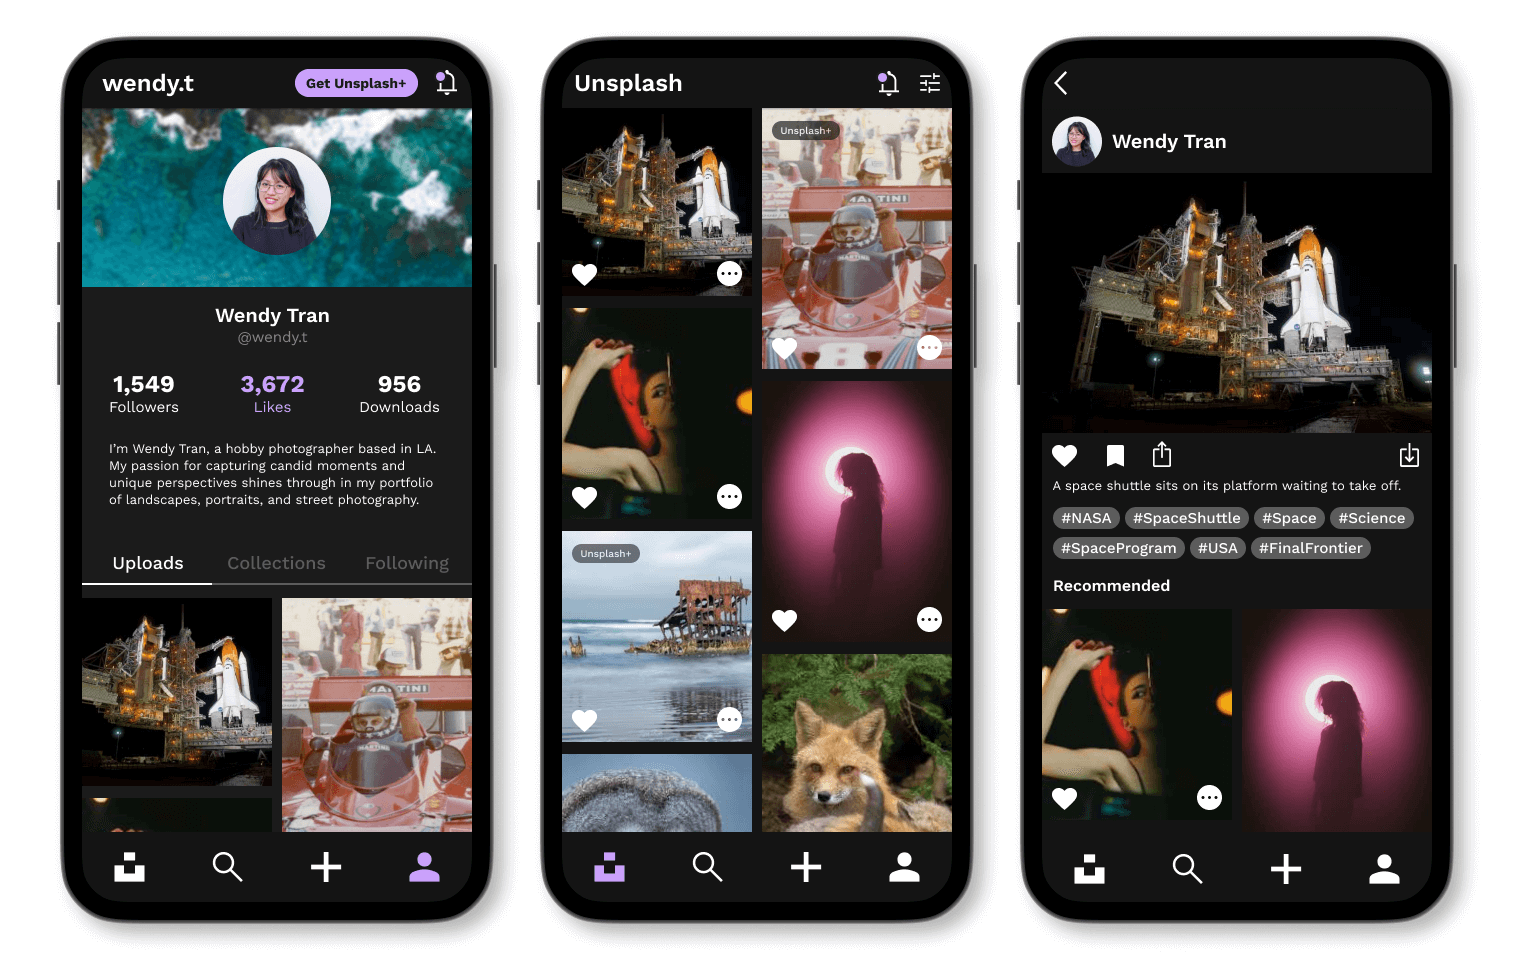 wendy.t
Get Unsplash+
Wendy Tran
@wendy.t
1,549 3,672 956
Followers Likes Downloads
I'm Wendy Tran, a hobby photographer based in LA.
My passion for capturing candid moments and
unique perspectives shines through in my portfolio
of landscapes, portraits, and street photography.
Uploads Collections Following
MARTINI
Unsplash
Unsplash+
MARTINI
Unsplash+
Wendy Tran
A space shuttle sits on its platform waiting to take off.
#NASA #SpaceShuttle #Space #Science
#SpaceProgram #USA #FinalFrontier
Recommended